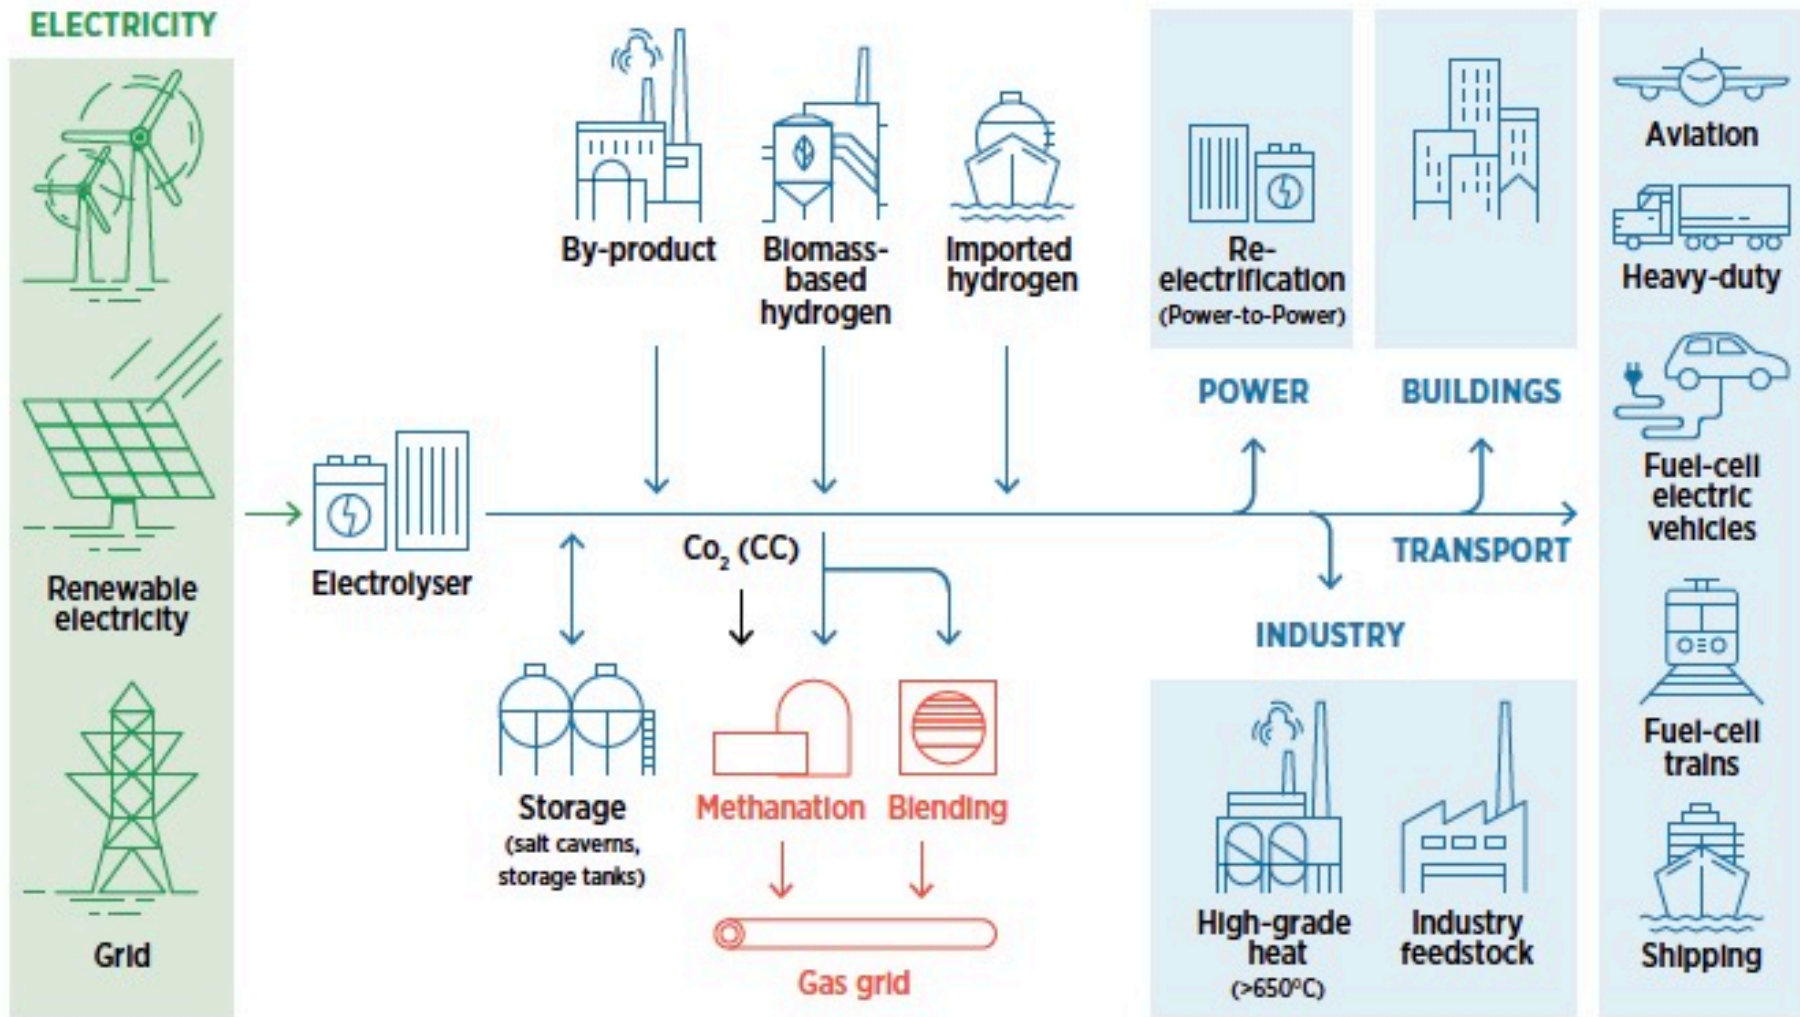 ELECTRICITY
Renewable
electricity
Grid
Electrolyser
By-product
Biomass-
based
hydrogen
Imported
hydrogen
Co₂ (CC)
Storage
(salt caverns,
storage tanks)
Methanation
Blending
Gas grid
Re-
electrification
(Power-to-Power)
POWER
BUILDINGS
TRANSPORT
INDUSTRY
High-grade
heat
(>650ºC)
Industry
feedstock
Aviation
Heavy-duty
Fuel-cell
electric
vehicles
Fuel-cell
trains
Shipping